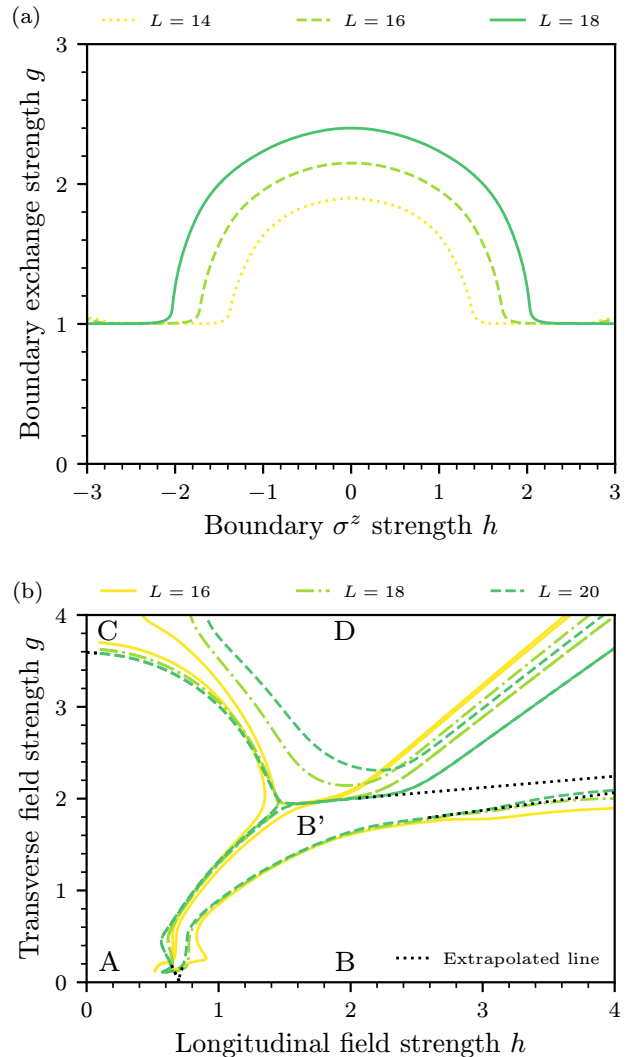 (a)
L = 14 L = 16 L = 18
3
2
1
0
Boundary exchange strength g
−3 −2 −1 0 1 2 3
Boundary σ^z strength h
(b)
L = 16 L = 18 L = 20
4
3
2
1
0
Transverse field strength g
C D
B'
A B
Extrapolated line
0 1 2 3 4
Longitudinal field strength h